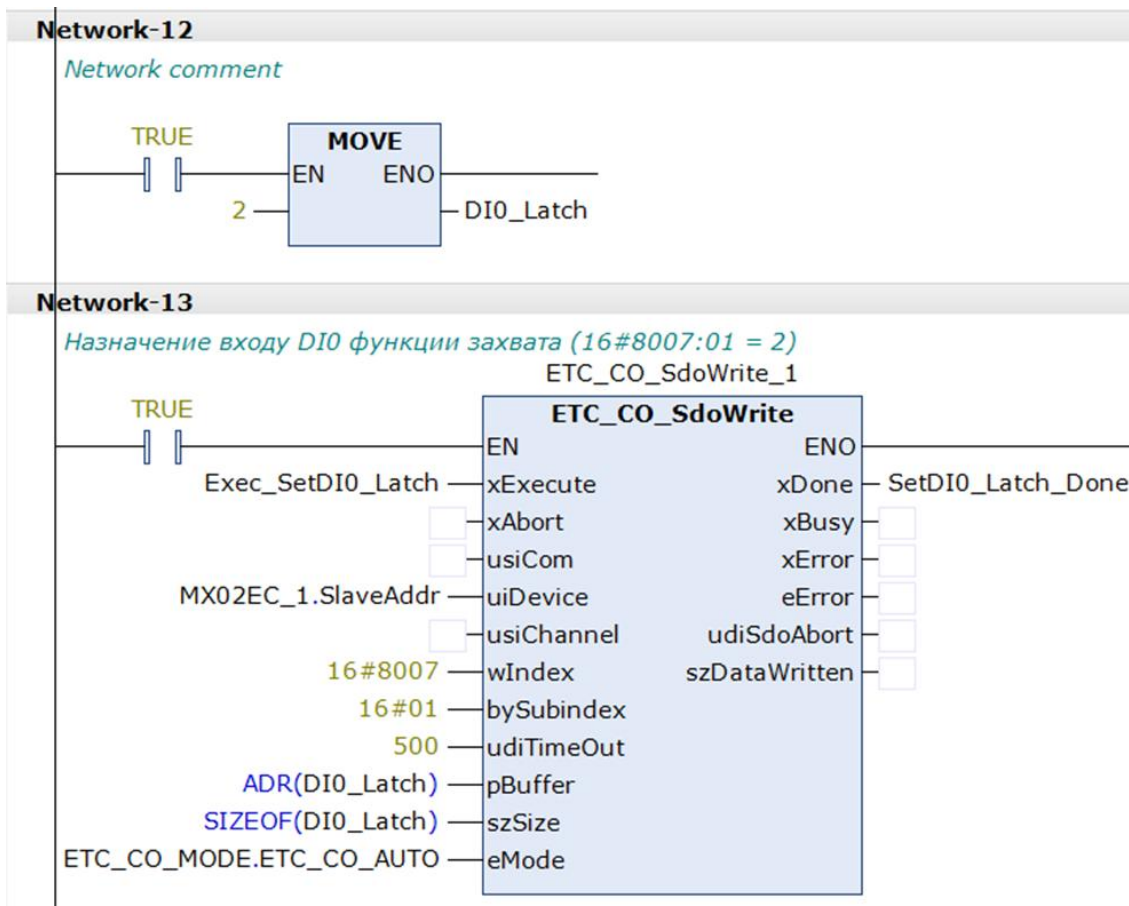 Network-12
Network comment
TRUE
MOVE
EN ENO
2 DI0_Latch
Network-13
Назначение входу DI0 функции захвата (16#8007:01 = 2)
ETC_CO_SdoWrite_1
TRUE
ETC_CO_SdoWrite
EN ENO
Exec_SetDI0_Latch xExecute xDone SetDI0_Latch_Done
xAbort xBusy
usiCom xError
MX02EC_1.SlaveAddr uiDevice eError
usiChannel udiSdoAbort
16#8007 wIndex szDataWritten
16#01 bySubindex
500 udiTimeOut
ADR(DI0_Latch) pBuffer
SIZEOF(DI0_Latch) szSize
ETC_CO_MODE.ETC_CO_AUTO eMode